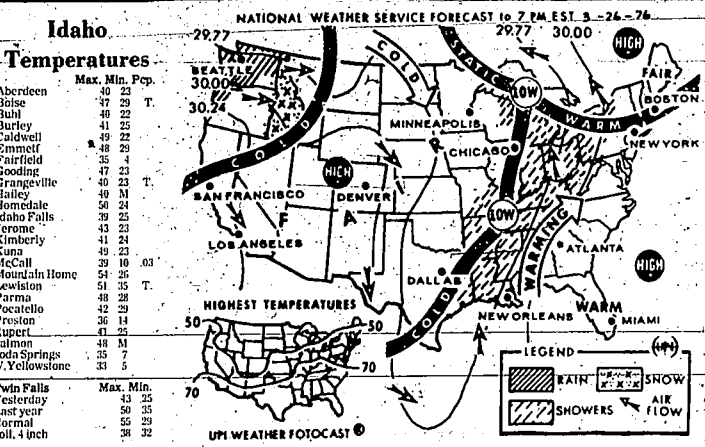 Idaho
Temperatures
Max. Min. Pcp.
Aberdeen 40 23
Boise 47 29 T.
Buhl 40 22
Burley 41 25
Caldwell 49 22
Emmett 48 29
Fairfield 35 4
Gooding 47 23
Grangeville 40 23 T.
Hailey 40 M
Homedale 50 24
Idaho Falls 39 25
Jerome 43 23
Kimberly 41 24
Kuna 49 23
McCall 39 10 .03
Mountain Home 54 26
Lewiston 51 35 T.
Parma 48 28
Pocatello 42 29
Preston 36 14
Rupert 41 25
Salmon 48 M
Soda Springs 35 7
W. Yellowstone 33 5
Twin Falls Max. Min.
Yesterday 43 25
Last year 50 35
Normal 55 29
Soil, 4 inch 38 32
NATIONAL WEATHER SERVICE FORECAST to 7 PM EST 3-26-76
29.77
29.77
30.00
HIGH
COLD
STATIC
FAIR
SEATTLE
30.00
30.24
10W
WARM
BOSTON
MINNEAPOLIS
NEW YORK
CHICAGO
COLD
HIGH
SAN FRANCISCO
DENVER
F A R
10W
LOS ANGELES
WARMING
ATLANTA
HIGH
DALLAS
COLD
NEW ORLEANS
WARM
MIAMI
HIGHEST TEMPERATURES
50
50
70
70
LEGEND
UPI
RAIN
SNOW
SHOWERS
AIR
FLOW
UPI WEATHER FOTOCAST ©